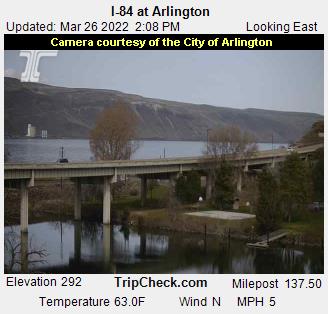 I-84 at Arlington
Updated: Mar 26 2022 2:08 PM Looking East
Camera courtesy of the City of Arlington
Elevation 292 TripCheck.com Milepost 137.50
Temperature 63.0F Wind N MPH 5